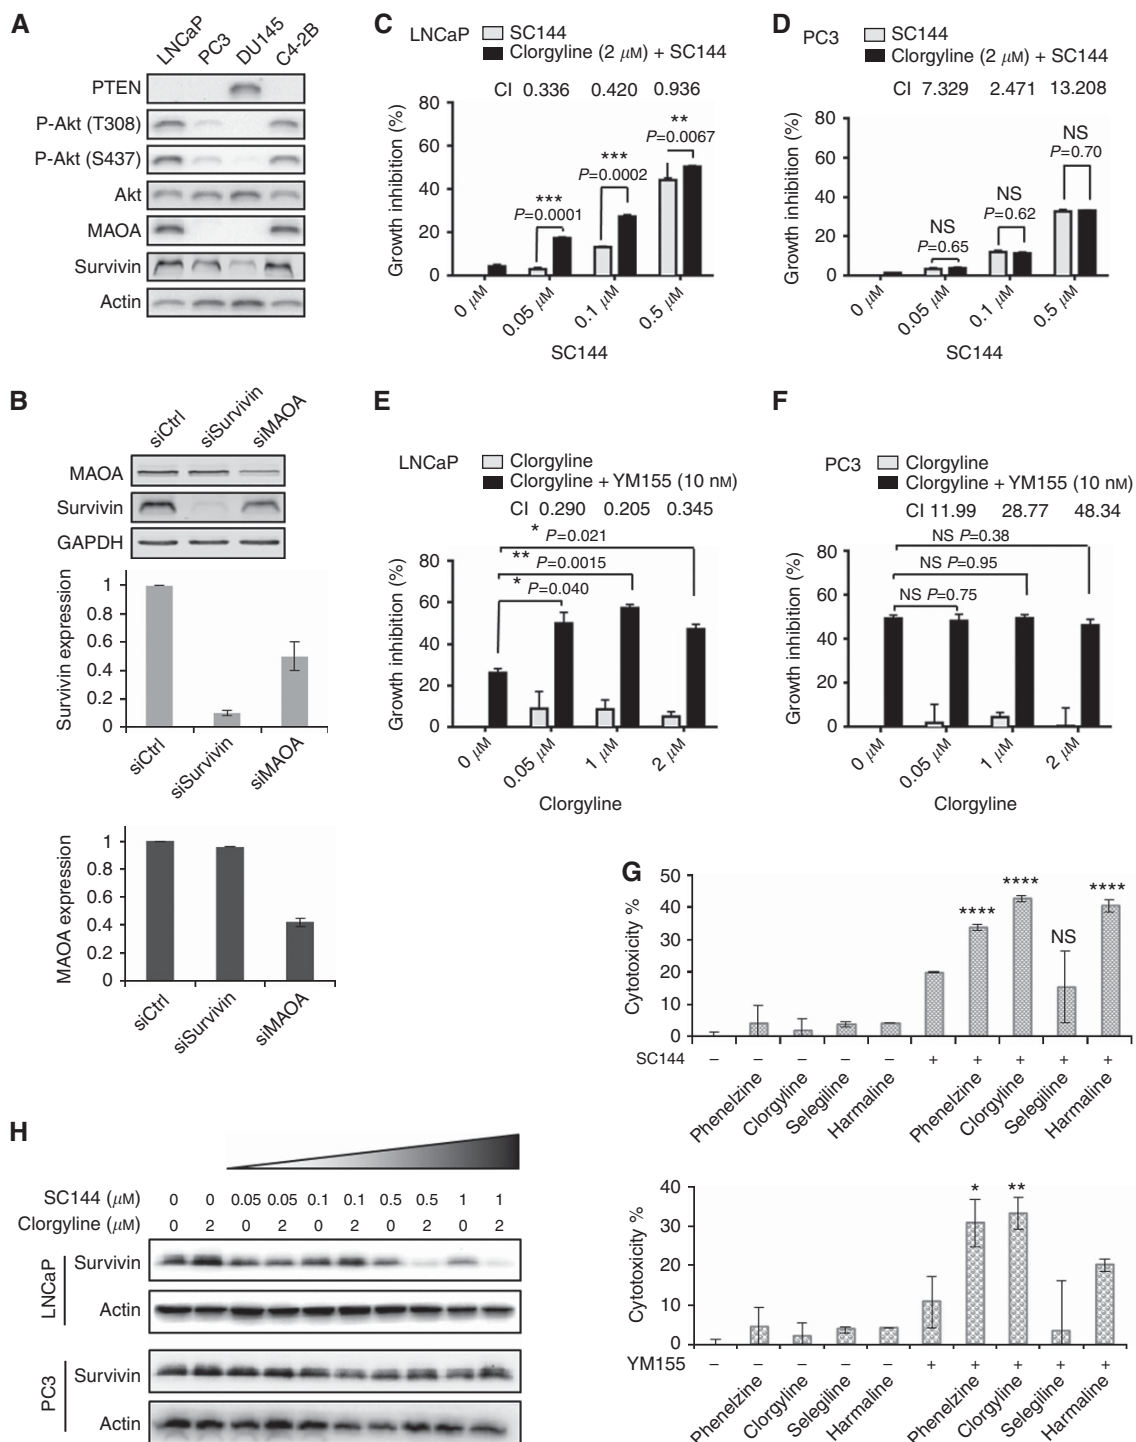 A
LNCaP PC3 DU145 C4-2B
PTEN
P-Akt (T308)
P-Akt (S437)
Akt
MAOA
Survivin
Actin
B
siCtrl siSurvivin siMAOA
MAOA
Survivin
GAPDH
Survivin expression
1
0.8
0.6
0.4
0.2
0
siCtrl siSurvivin siMAOA
MAOA expression
1
0.8
0.6
0.4
0.2
0
siCtrl siSurvivin siMAOA
C
LNCaP
SC144
Clorgyline (2 μM) + SC144
CI 0.336 0.420 0.936
Growth inhibition (%)
80
60
40
20
0
***
P=0.0001
***
P=0.0002
**
P=0.0067
0 μM 0.05 μM 0.1 μM 0.5 μM
SC144
D
PC3
SC144
Clorgyline (2 μM) + SC144
CI 7.329 2.471 13.208
Growth inhibition (%)
80
60
40
20
0
NS
P=0.65
NS
P=0.62
NS
P=0.70
0 μM 0.05 μM 0.1 μM 0.5 μM
SC144
E
LNCaP
Clorgyline
Clorgyline + YM155 (10 nM)
CI 0.290 0.205 0.345
* P=0.021
** P=0.0015
* P=0.040
Growth inhibition (%)
80
60
40
20
0
0 μM 0.05 μM 1 μM 2 μM
Clorgyline
F
PC3
Clorgyline
Clorgyline + YM155 (10 nM)
CI 11.99 28.77 48.34
NS P=0.38
NS P=0.95
NS P=0.75
Growth inhibition (%)
80
60
40
20
0
0 μM 0.05 μM 1 μM 2 μM
Clorgyline
G
Cytotoxicity %
50
40
30
20
10
0
**** **** NS ****
SC144 – – – – – + + + + +
Phenelzine Clorgyline Selegiline Harmaline Phenelzine Clorgyline Selegiline Harmaline
Cytotoxicity %
40
30
20
10
0
* **
YM155 – – – – – + + + + +
Phenelzine Clorgyline Selegiline Harmaline Phenelzine Clorgyline Selegiline Harmaline
H
SC144 (μM) 0 0 0.05 0.05 0.1 0.1 0.5 0.5 1 1
Clorgyline (μM) 0 2 0 2 0 2 0 2 0 2
LNCaP
Survivin
Actin
PC3
Survivin
Actin